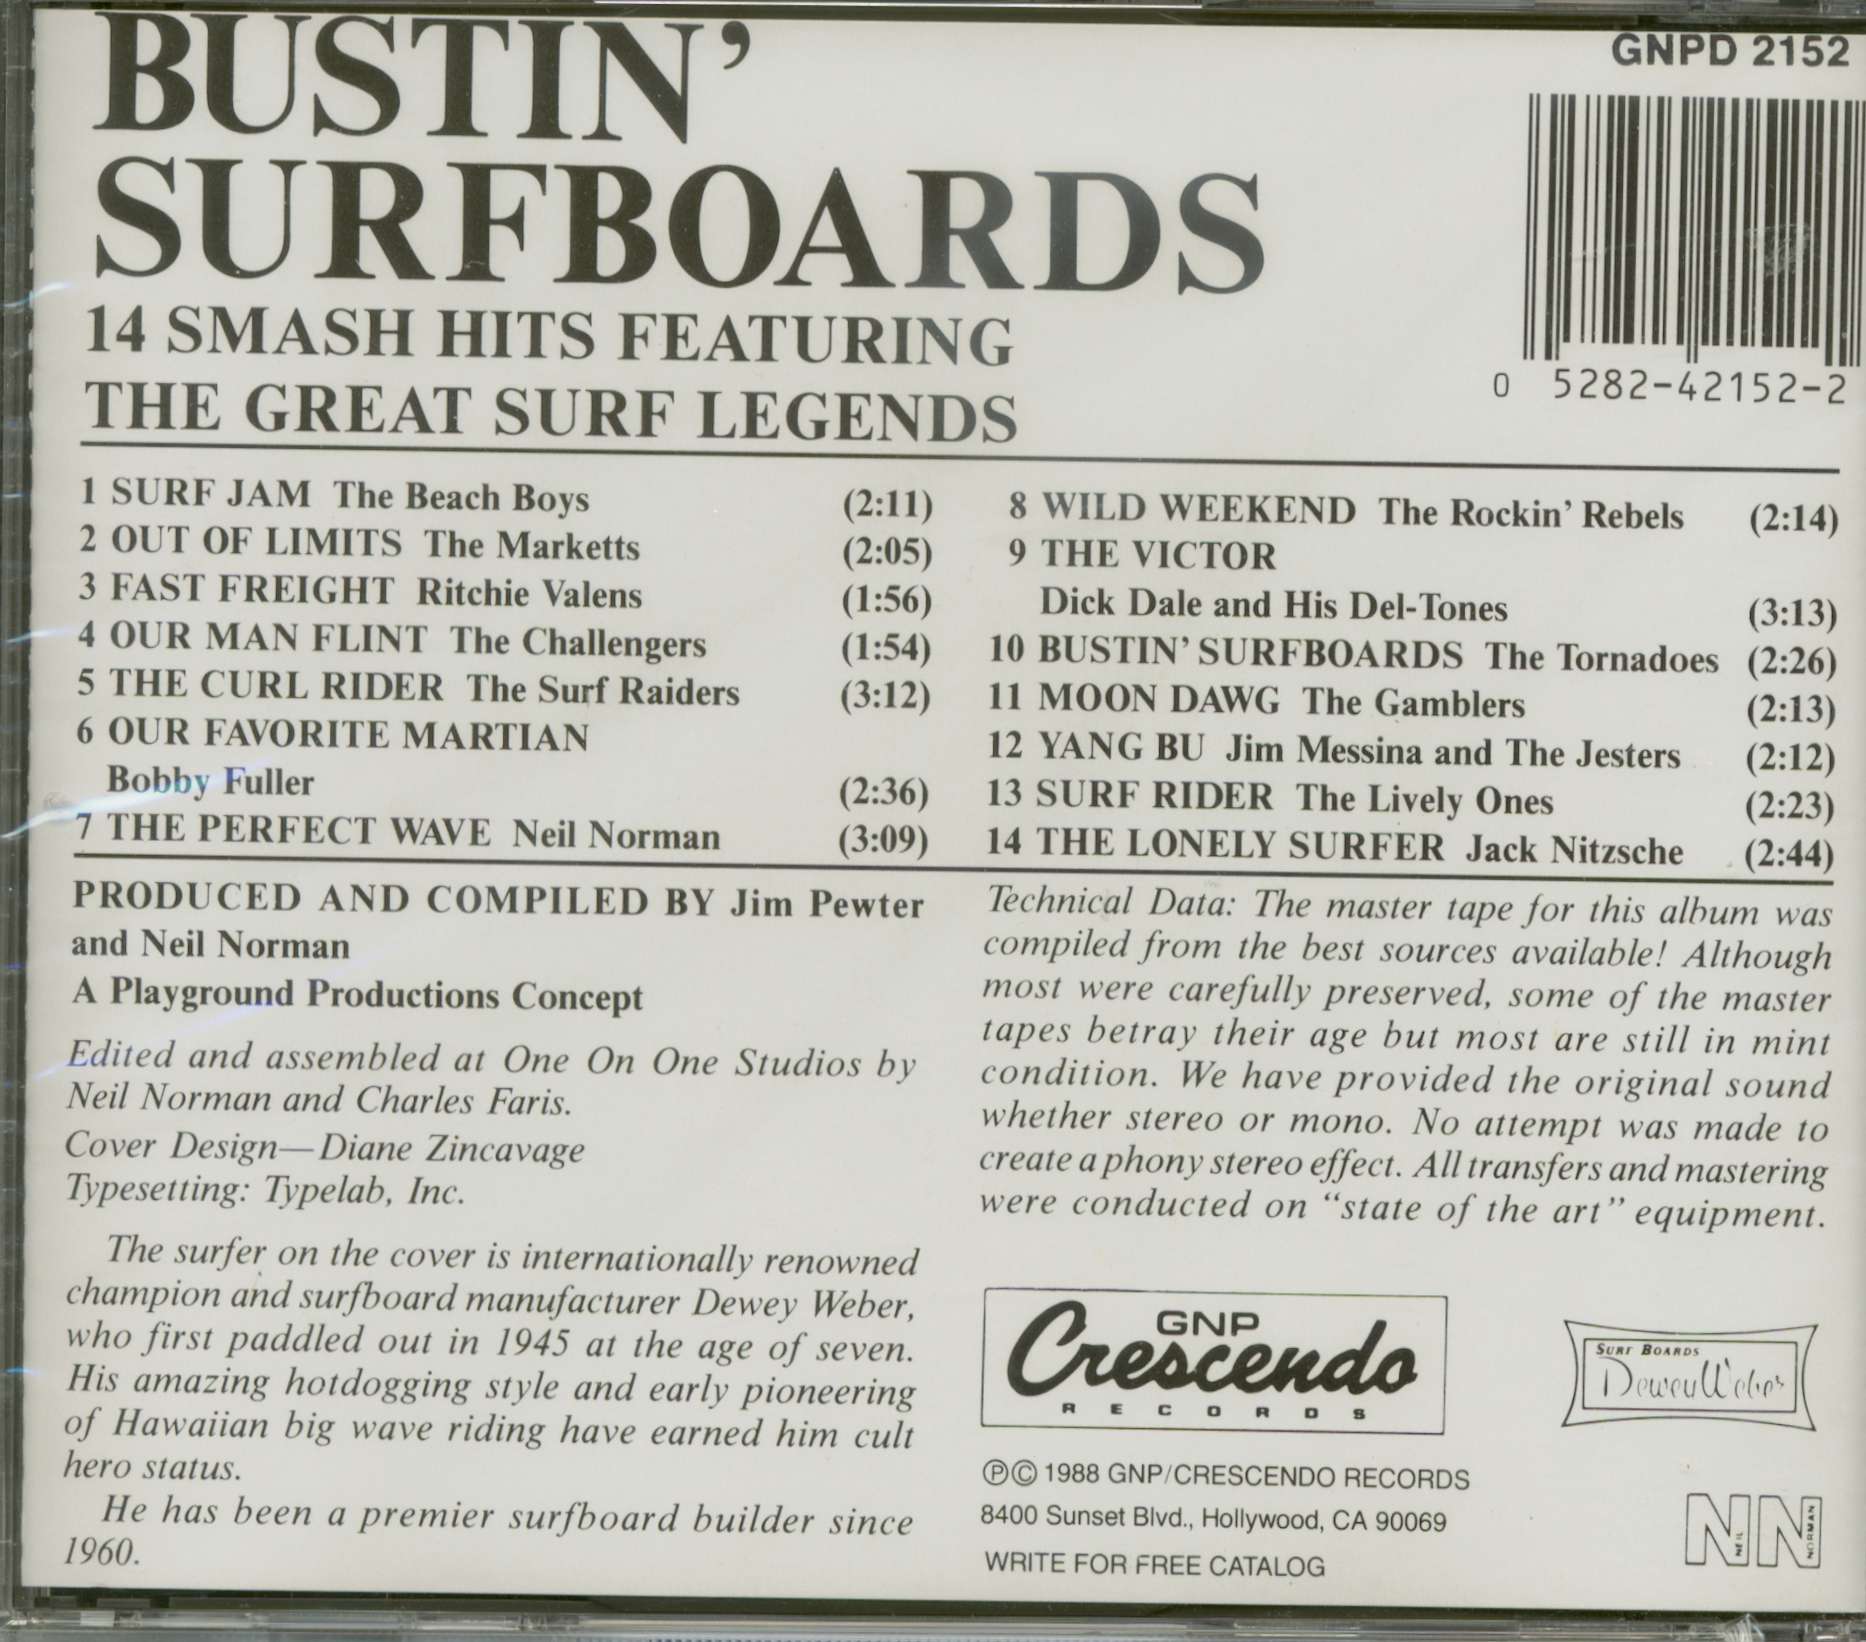 BUSTIN'
SURFBOARDS
14 SMASH HITS FEATURING
THE GREAT SURF LEGENDS
GNPD 2152
0 5282-42152-2
1 SURF JAM The Beach Boys (2:11)
2 OUT OF LIMITS The Marketts (2:05)
3 FAST FREIGHT Ritchie Valens (1:56)
4 OUR MAN FLINT The Challengers (1:54)
5 THE CURL RIDER The Surf Raiders (3:12)
6 OUR FAVORITE MARTIAN
Bobby Fuller (2:36)
7 THE PERFECT WAVE Neil Norman (3:09)
8 WILD WEEKEND The Rockin' Rebels (2:14)
9 THE VICTOR
Dick Dale and His Del-Tones (3:13)
10 BUSTIN' SURFBOARDS The Tornadoes (2:26)
11 MOON DAWG The Gamblers (2:13)
12 YANG BU Jim Messina and The Jesters (2:12)
13 SURF RIDER The Lively Ones (2:23)
14 THE LONELY SURFER Jack Nitzsche (2:44)
PRODUCED AND COMPILED BY Jim Pewter
and Neil Norman
A Playground Productions Concept
Edited and assembled at One On One Studios by
Neil Norman and Charles Faris.
Cover Design—Diane Zincavage
Typesetting: Typelab, Inc.
The surfer on the cover is internationally renowned
champion and surfboard manufacturer Dewey Weber,
who first paddled out in 1945 at the age of seven.
His amazing hotdogging style and early pioneering
of Hawaiian big wave riding have earned him cult
hero status.
He has been a premier surfboard builder since
1960.
Technical Data: The master tape for this album was
compiled from the best sources available! Although
most were carefully preserved, some of the master
tapes betray their age but most are still in mint
condition. We have provided the original sound
whether stereo or mono. No attempt was made to
create a phony stereo effect. All transfers and mastering
were conducted on “state of the art” equipment.
GNP
Crescendo
RECORDS
SURF BOARDS
Dewey Weber
℗© 1988 GNP/CRESCENDO RECORDS
8400 Sunset Blvd., Hollywood, CA 90069
WRITE FOR FREE CATALOG
NN
NEIL
NORMAN